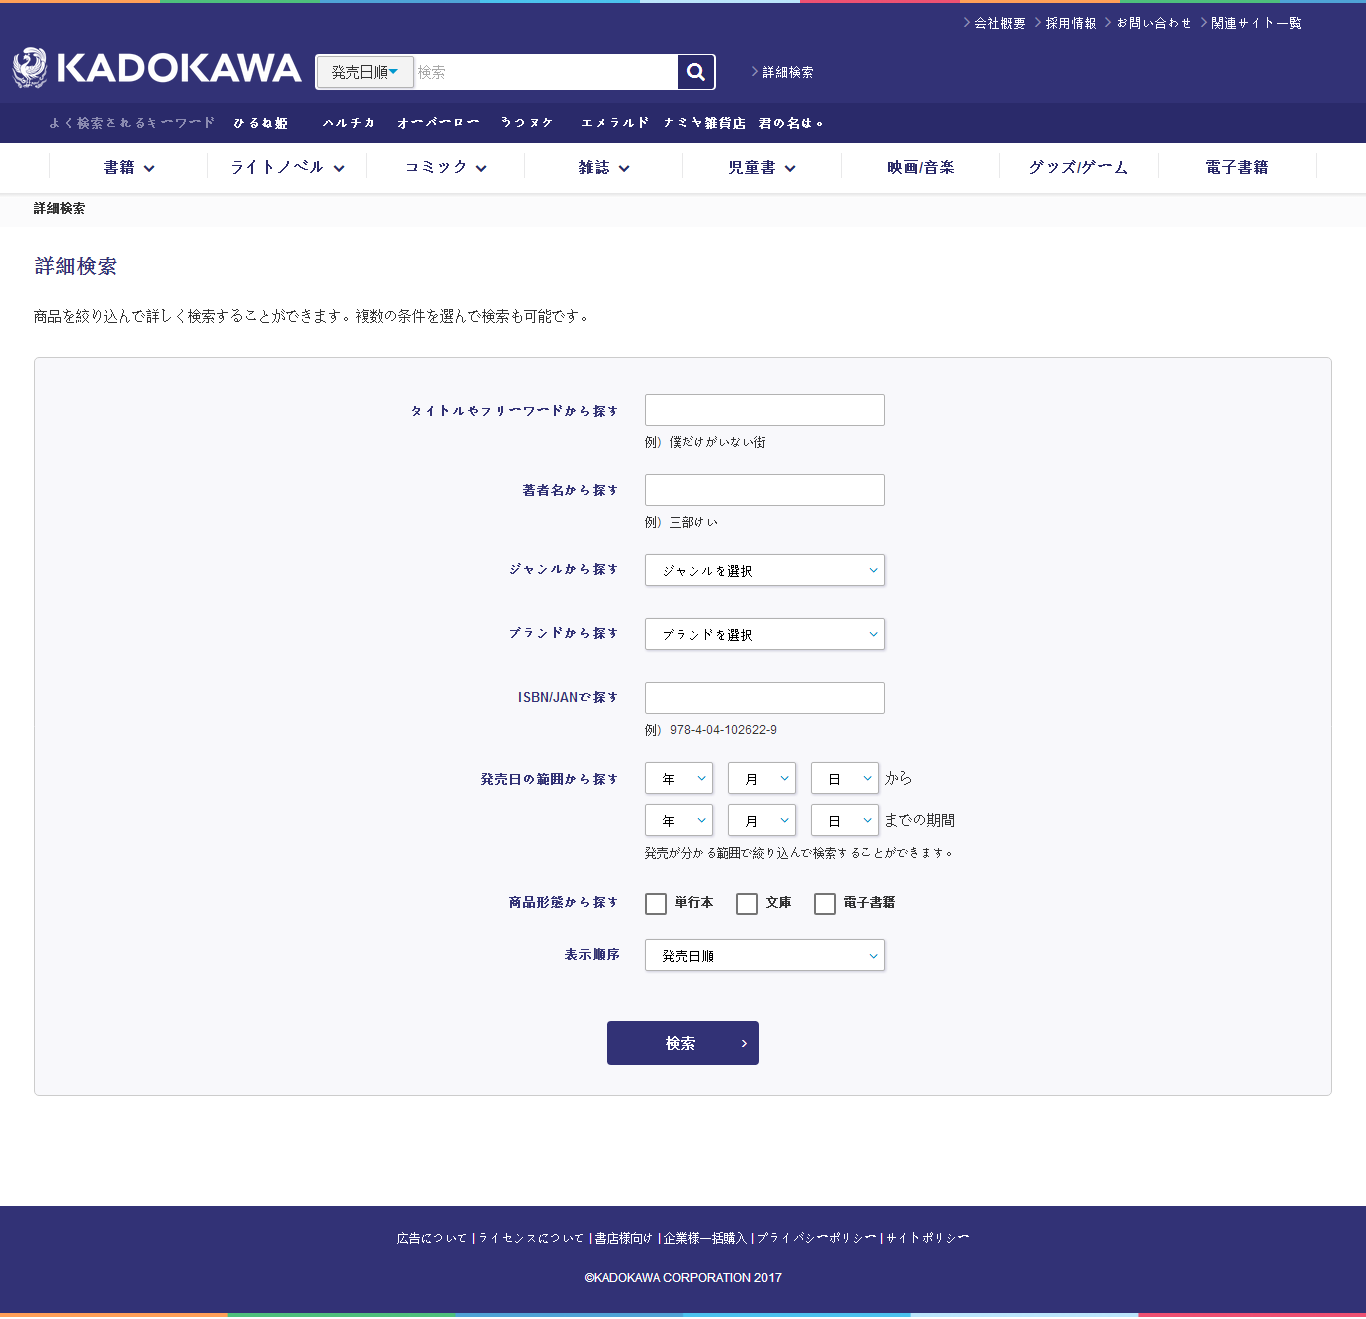 会社概要 採用情報 お問い合わせ 関連サイト一覧
KADOKAWA 発売日順 検索 詳細検索
よく検索されるキーワード ひるね姫 ハルチカ オーバーロー うつヌケ エメラルド ナミヤ雑貨店 君の名は。
書籍 ライトノベル コミック 雑誌 児童書 映画/音楽 グッズ/ゲーム 電子書籍
詳細検索
詳細検索
商品を絞り込んで詳しく検索することができます。複数の条件を選んで検索も可能です。
タイトルやフリーワードから探す
例）僕だけがいない街
著者名から探す
例）三部けい
ジャンルから探す ジャンルを選択
ブランドから探す ブランドを選択
ISBN/JANで探す
例）978-4-04-102622-9
発売日の範囲から探す 年 月 日 から
年 月 日 までの期間
発売が分かる範囲で絞り込んで検索することができます。
商品形態から探す 単行本 文庫 電子書籍
表示順序 発売日順
検索
広告について | ライセンスについて | 書店様向け | 企業様一括購入 | プライバシーポリシー | サイトポリシー
©KADOKAWA CORPORATION 2017